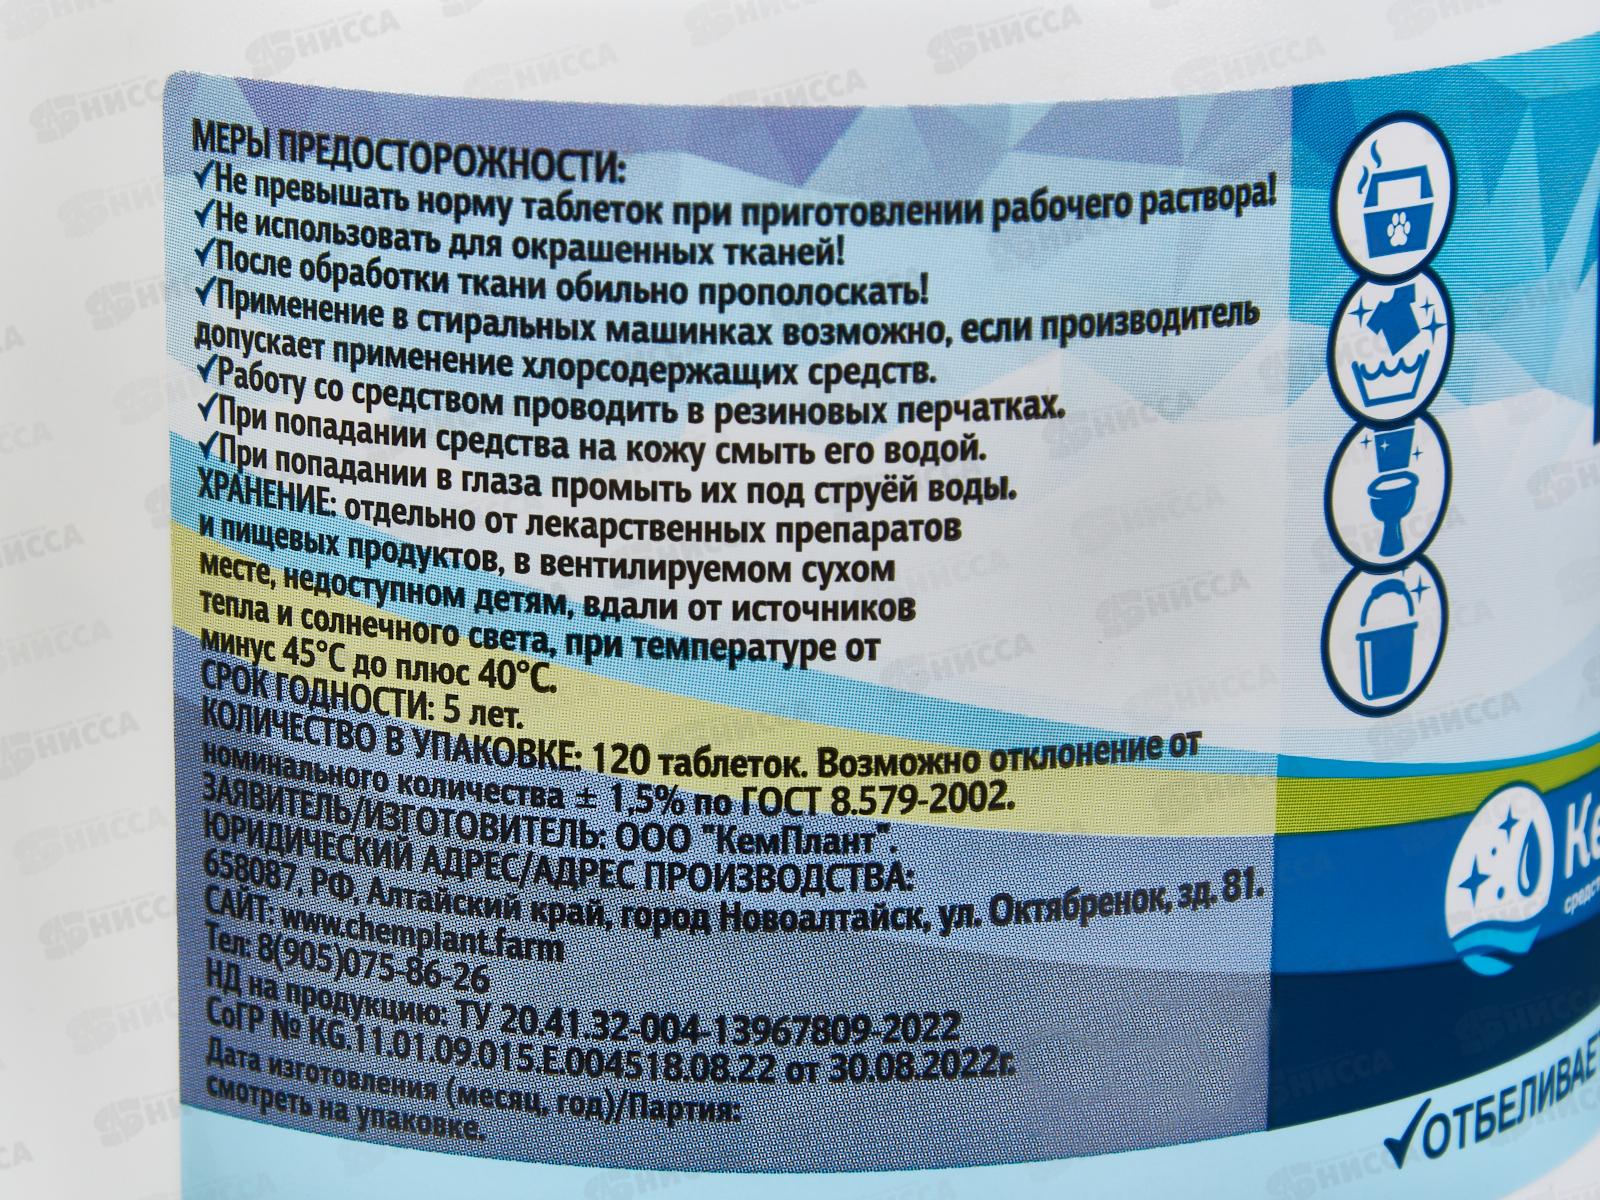 МЕРЫ ПРЕДОСТОРОЖНОСТИ:
✓Не превышать норму таблеток при приготовлении рабочего раствора!
✓Не использовать для окрашенных тканей!
✓После обработки ткани обильно прополоскать!
✓Применение в стиральных машинках возможно, если производитель
допускает применение хлорсодержащих средств.
✓Работу со средством проводить в резиновых перчатках.
✓При попадании средства на кожу смыть его водой.
✓При попадании в глаза промыть их под струёй воды.
ХРАНЕНИЕ: отдельно от лекарственных препаратов
и пищевых продуктов, в вентилируемом сухом
месте, недоступном детям, вдали от источников
тепла и солнечного света, при температуре от
минус 45°С до плюс 40°С.
СРОК ГОДНОСТИ: 5 лет.
КОЛИЧЕСТВО В УПАКОВКЕ: 120 таблеток. Возможно отклонение от
номинального количества ± 1,5% по ГОСТ 8.579-2002.
ЗАЯВИТЕЛЬ/ИЗГОТОВИТЕЛЬ: ООО "КемПлант".
ЮРИДИЧЕСКИЙ АДРЕС/АДРЕС ПРОИЗВОДСТВА:
658087, РФ, Алтайский край, город Новоалтайск, ул. Октябренок, зд. 81.
САЙТ: www.chemplant.farm
Тел: 8(905)075-86-26
НД на продукцию: ТУ 20.41.32-004-13967809-2022
СоГР № KG.11.01.09.015.E.004518.08.22 от 30.08.2022г.
Дата изготовления (месяц, год)/Партия:
смотреть на упаковке.
Ке
средст
✓ОТБЕЛИВАЕТ
НИССА